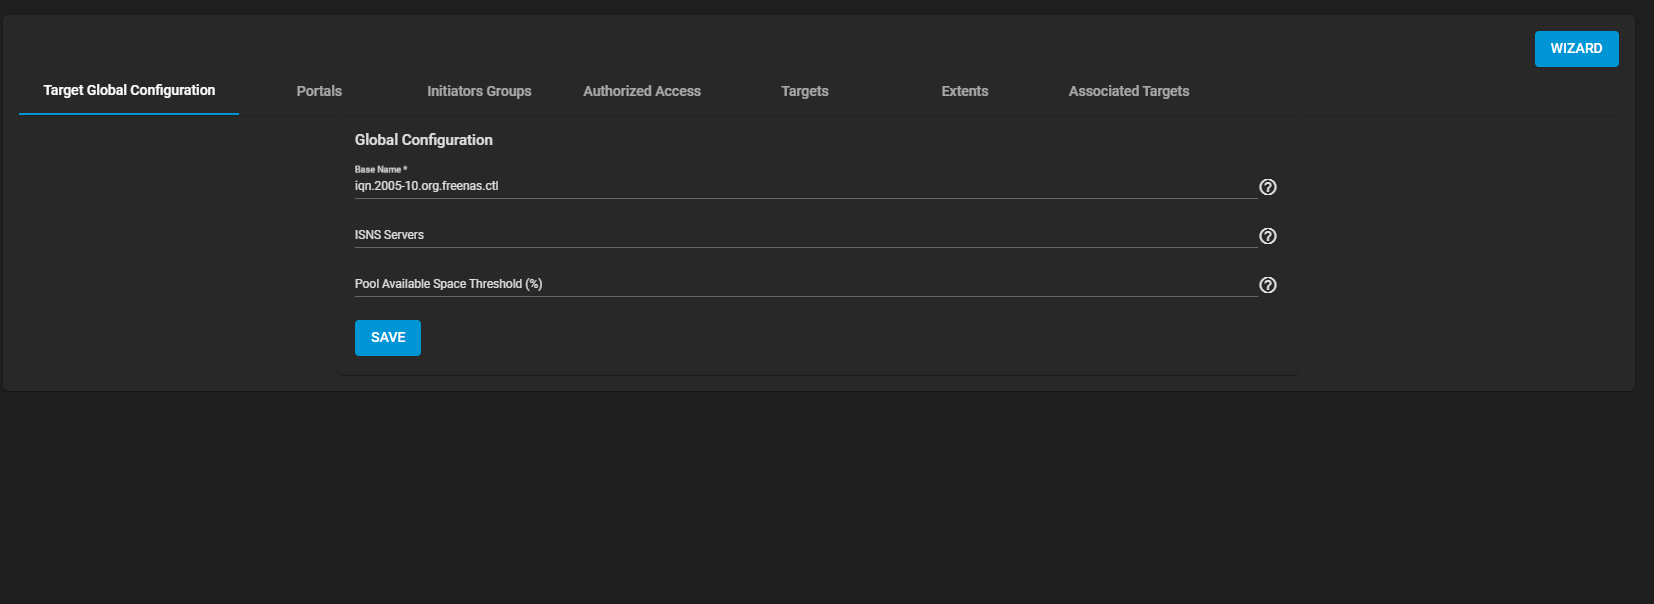 WIZARD
Target Global Configuration Portals Initiators Groups Authorized Access Targets Extents Associated Targets
Global Configuration
Base Name *
iqn.2005-10.org.freenas.ctl
ISNS Servers
Pool Available Space Threshold (%)
SAVE